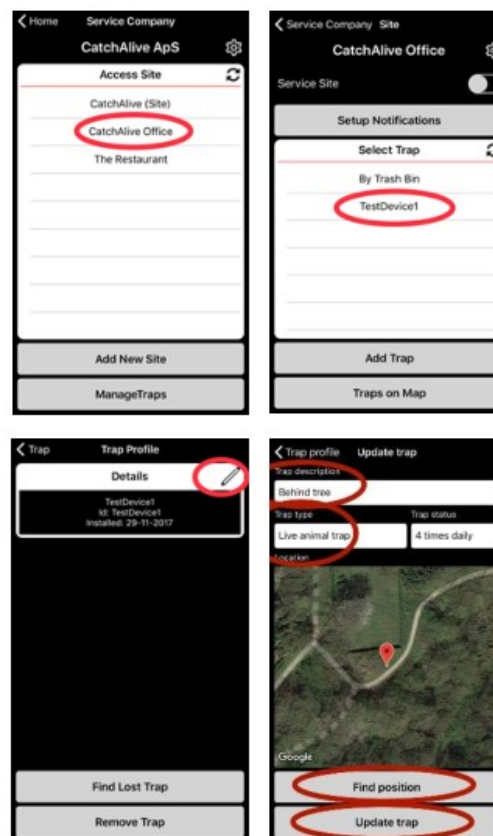 Home Service Company
CatchAlive ApS
Access Site
CatchAlive (Site)
CatchAlive Office
The Restaurant
Add New Site
ManageTraps
Service Company Site
CatchAlive Office
Service Site
Setup Notifications
Select Trap
By Trash Bin
TestDevice1
Add Trap
Traps on Map
Trap Trap Profile
Details
TestDevice1
Id: TestDevice1
Installed: 29-11-2017
Find Lost Trap
Remove Trap
Trap profile Update trap
Trap description
Behind tree
Trap type Trap status
Live animal trap 4 times daily
Location
Google
Find position
Update trap